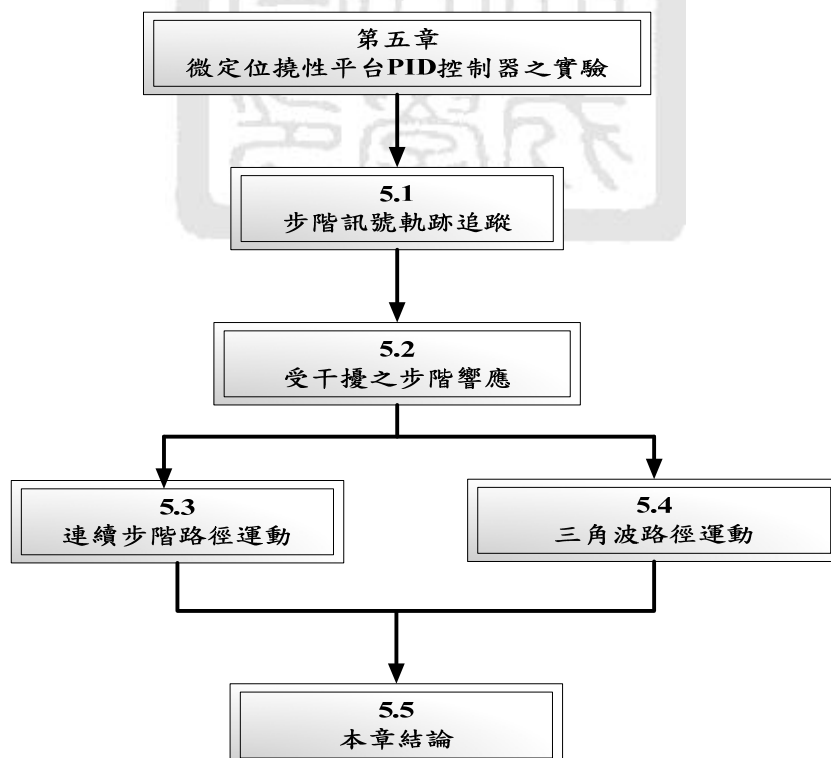 第五章
微定位撓性平台PID控制器之實驗
5.1
步階訊號軌跡追蹤
5.2
受干擾之步階響應
5.3
連續步階路徑運動
5.4
三角波路徑運動
5.5
本章結論